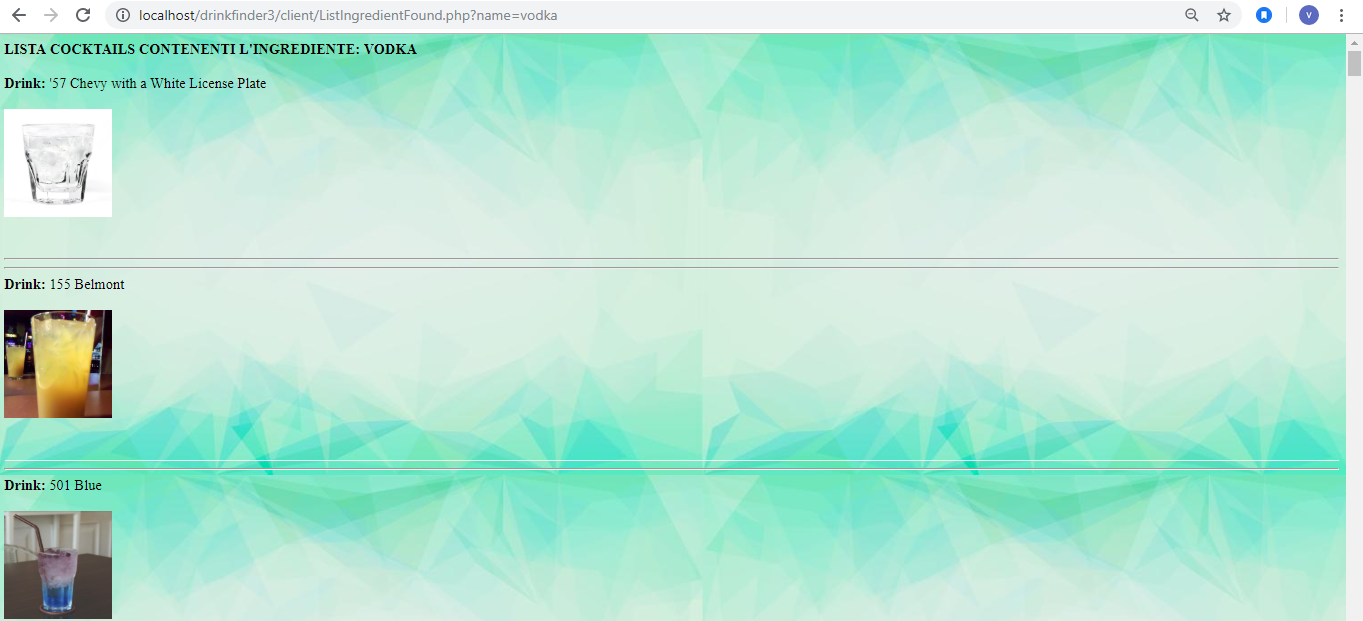 localhost/drinkfinder3/client/ListIngredientFound.php?name=vodka
V
LISTA COCKTAILS CONTENENTI L'INGREDIENTE: VODKA
Drink: '57 Chevy with a White License Plate
Drink: 155 Belmont
Drink: 501 Blue